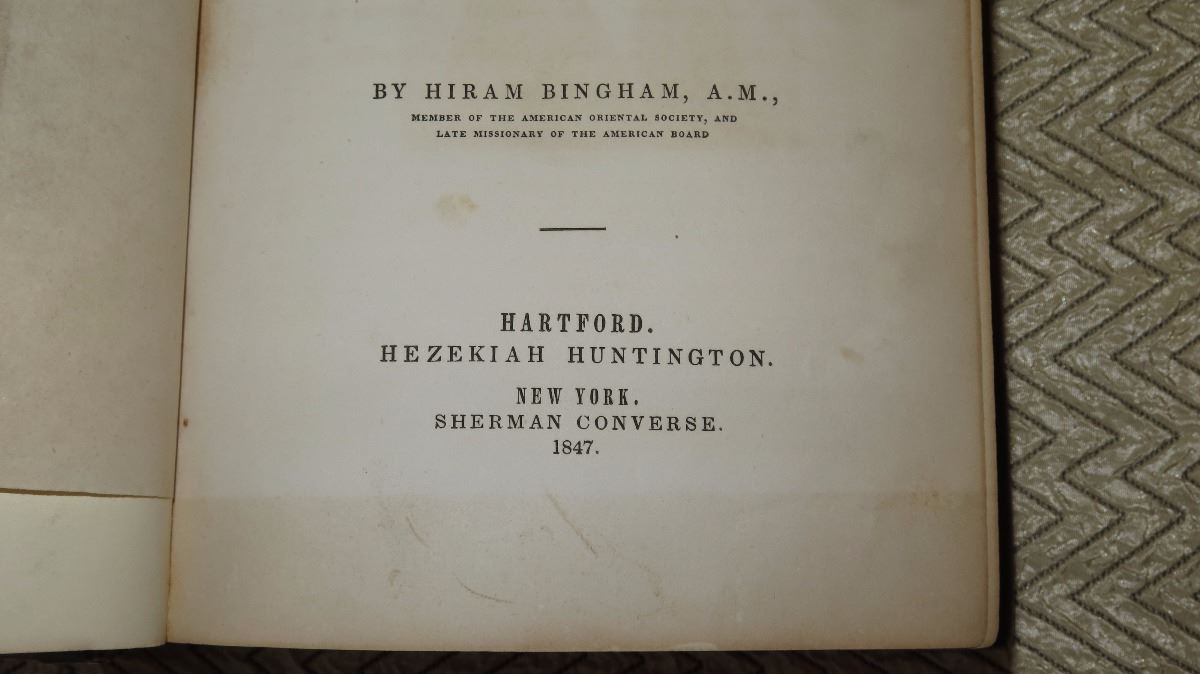 BY HIRAM BINGHAM, A.M.,
MEMBER OF THE AMERICAN ORIENTAL SOCIETY, AND
LATE MISSIONARY OF THE AMERICAN BOARD
HARTFORD.
HEZEKIAH HUNTINGTON.
NEW YORK.
SHERMAN CONVERSE.
1847.